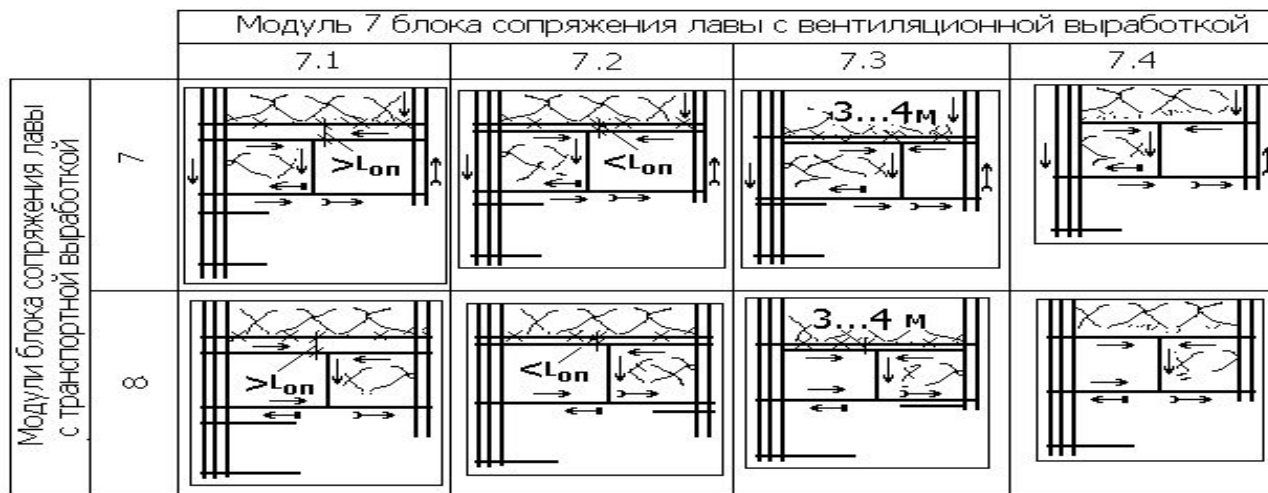 Модуль 7 блока сопряжения лавы с вентиляционной выработкой
7.1 7.2 7.3 7.4
Модули блока сопряжения лавы
с транспортной выработкой
7
>Lоп
<Lоп
3...4м
8
>Lоп
<Lоп
3...4 м